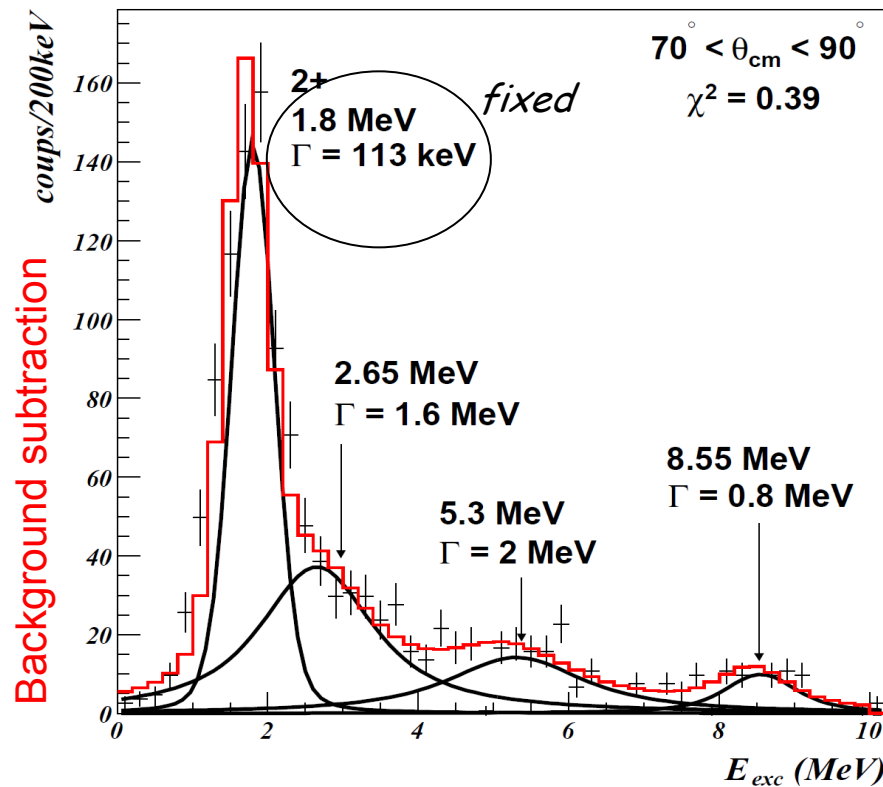 coups/200keV
Background subtraction
160
140
120
100
80
60
40
20
0
70° < θcm < 90°
χ² = 0.39
2+
1.8 MeV
Γ = 113 keV
fixed
2.65 MeV
Γ = 1.6 MeV
5.3 MeV
Γ = 2 MeV
8.55 MeV
Γ = 0.8 MeV
0 2 4 6 8 10
E exc (MeV)